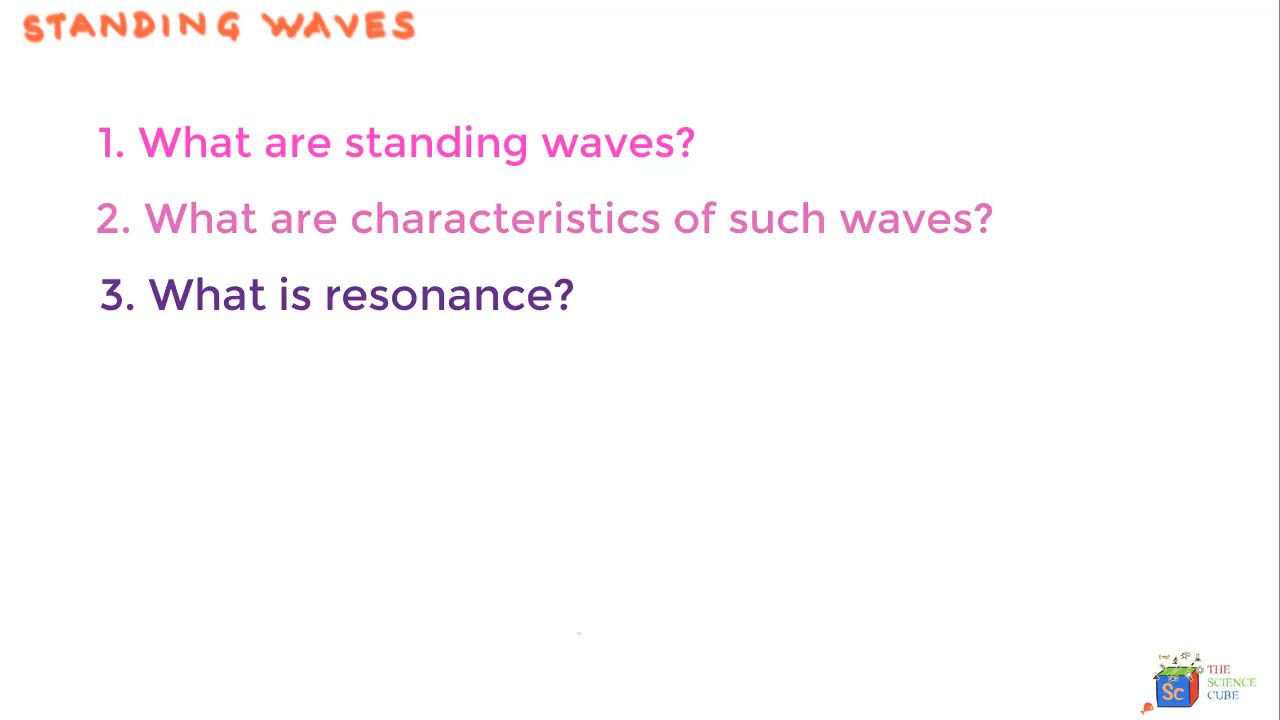 STANDING WAVES
1. What are standing waves?
2. What are characteristics of such waves?
3. What is resonance?
Sc
THE
SCIENCE
CUBE